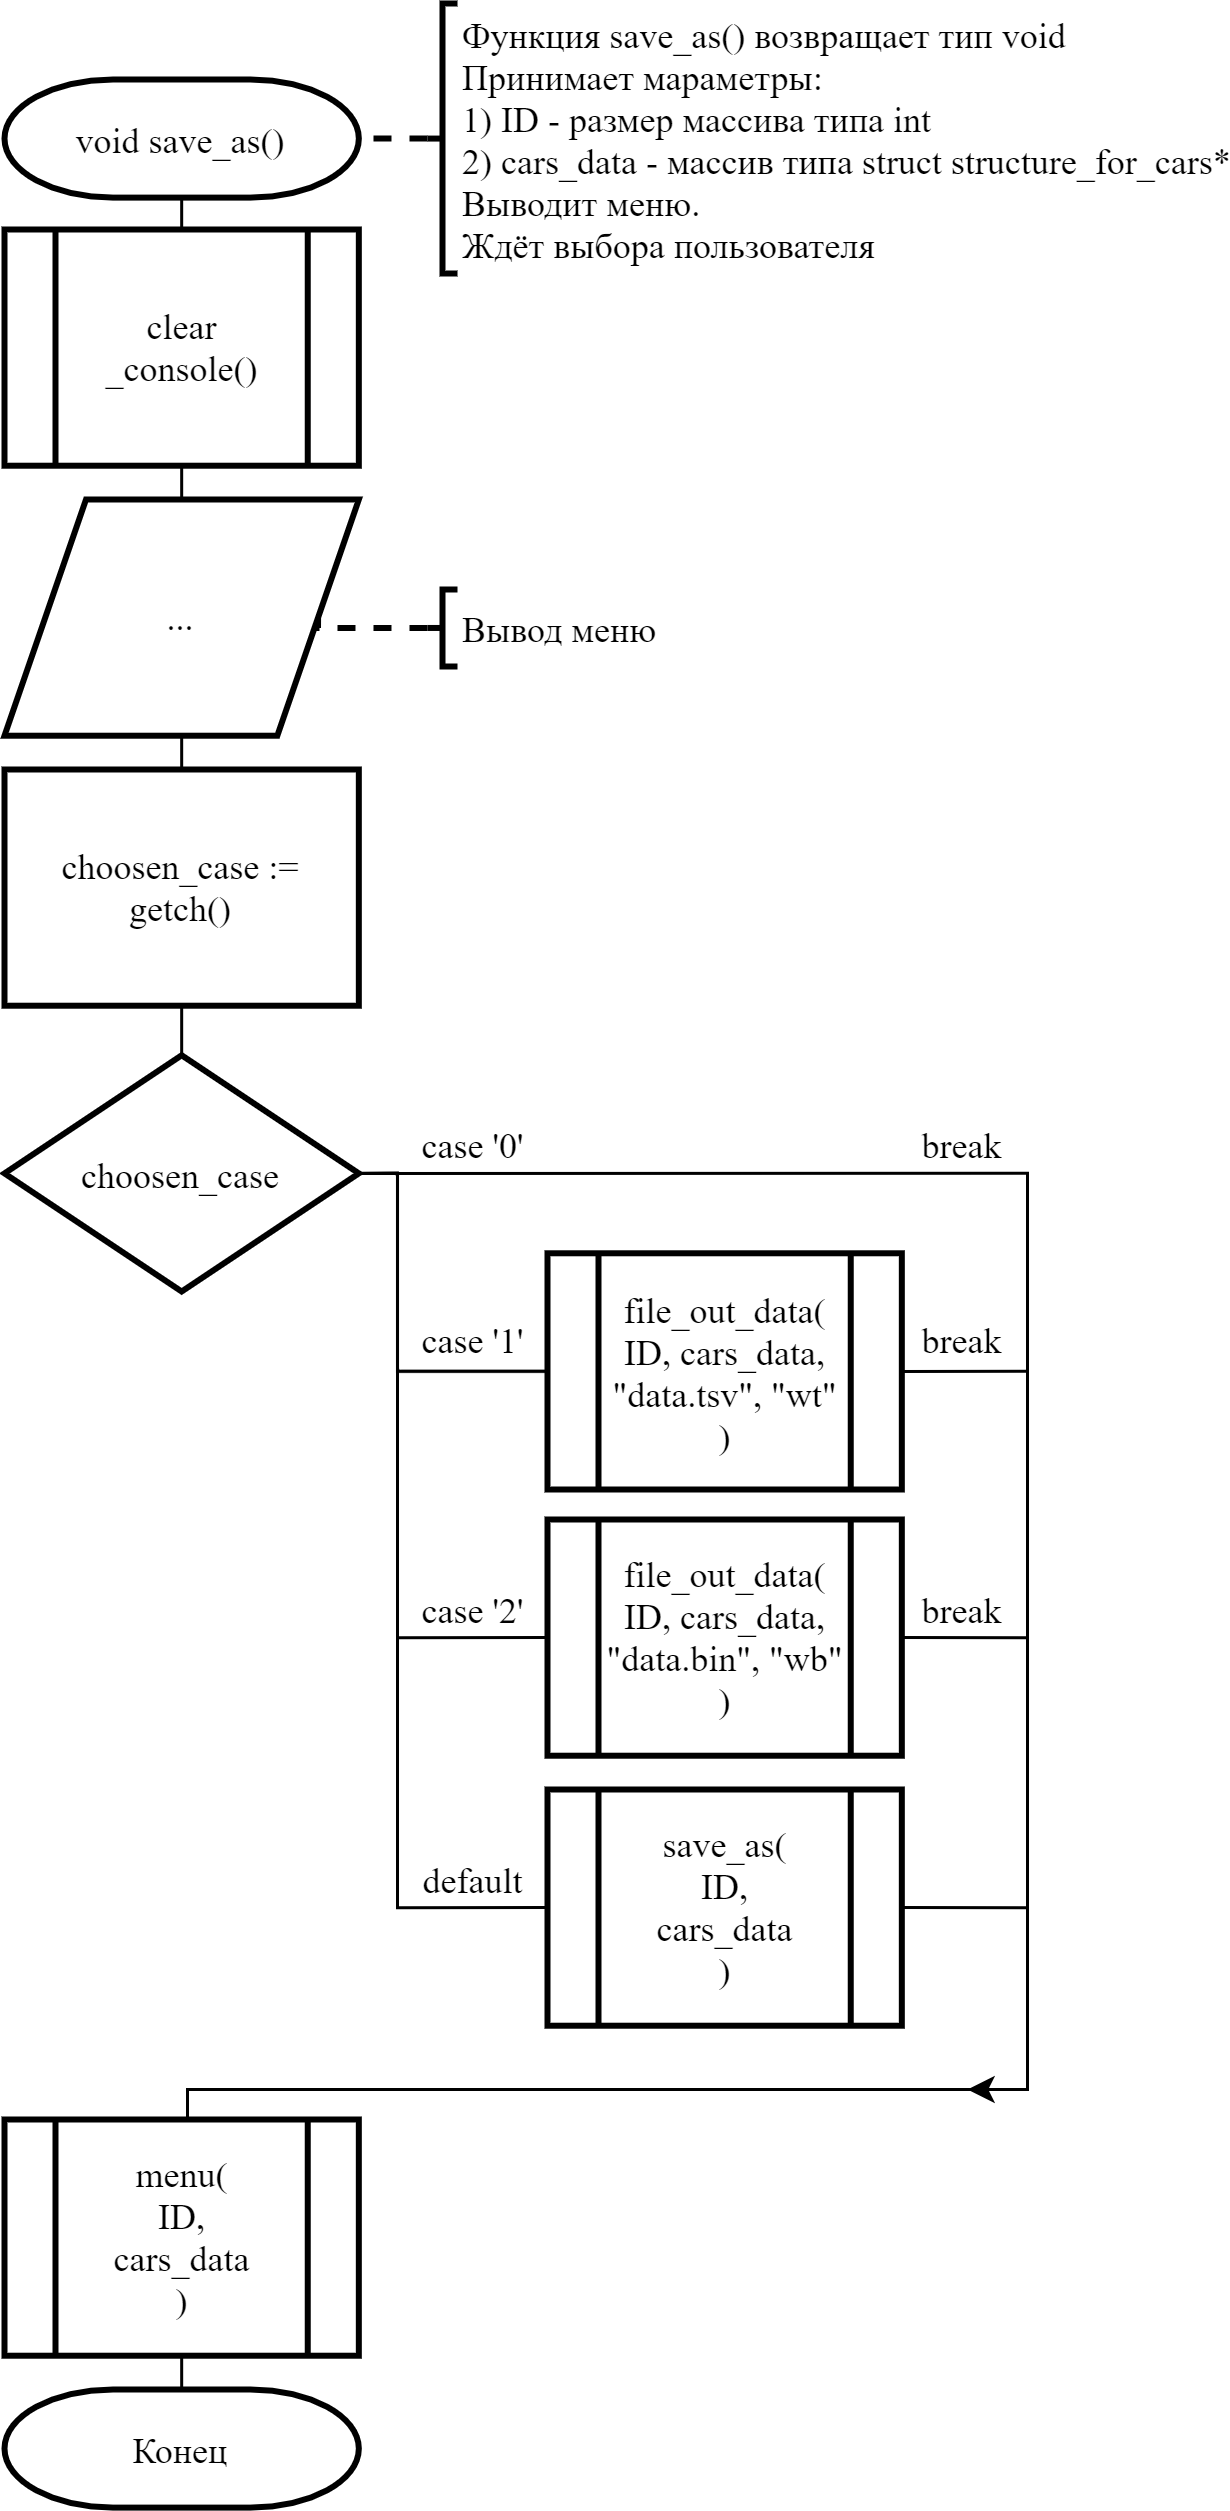 Функция save_as() возвращает тип void
Принимает мараметры:
1) ID - размер массива типа int
2) cars_data - массив типа struct structure_for_cars*
Выводит меню.
Ждёт выбора пользователя
void save_as()
clear
_console()
...
Вывод меню
choosen_case :=
getch()
choosen_case
case '0'
break
case '1'
file_out_data(
ID, cars_data,
"data.tsv", "wt"
)
break
case '2'
file_out_data(
ID, cars_data,
"data.bin", "wb"
)
break
default
save_as(
ID,
cars_data
)
menu(
ID,
cars_data
)
Конец